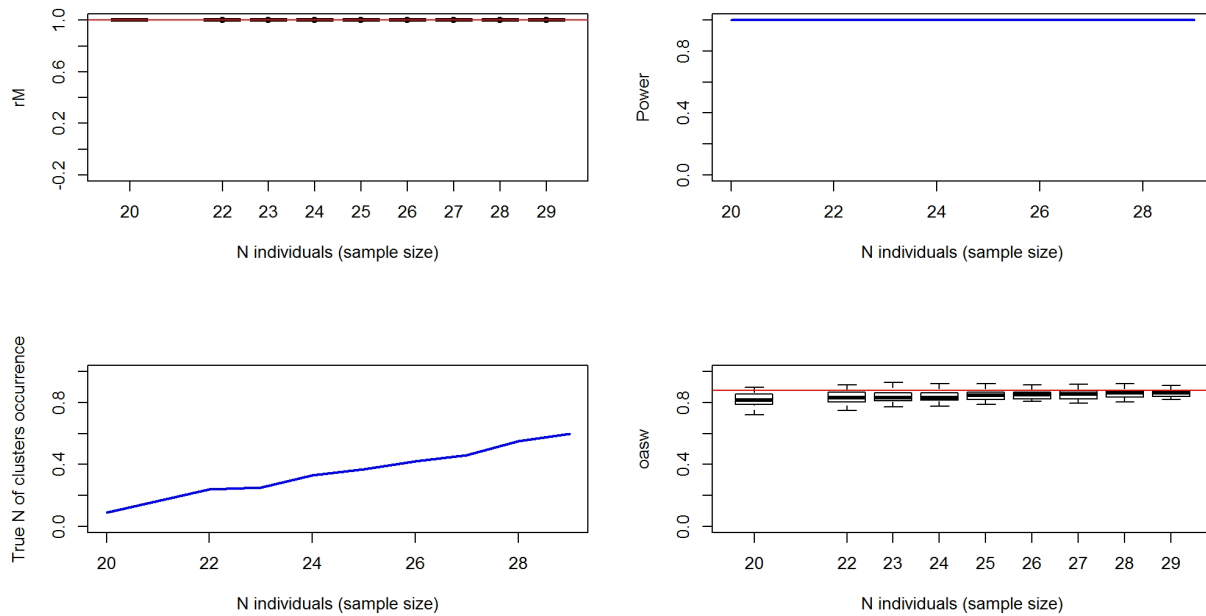 rM
1.0
0.6
0.2
-0.2
20 22 23 24 25 26 27 28 29
N individuals (sample size)
Power
0.8
0.4
0.0
20 22 24 26 28
N individuals (sample size)
True N of clusters occurrence
0.8
0.4
0.0
20 22 24 26 28
N individuals (sample size)
oasw
0.8
0.4
0.0
20 22 23 24 25 26 27 28 29
N individuals (sample size)